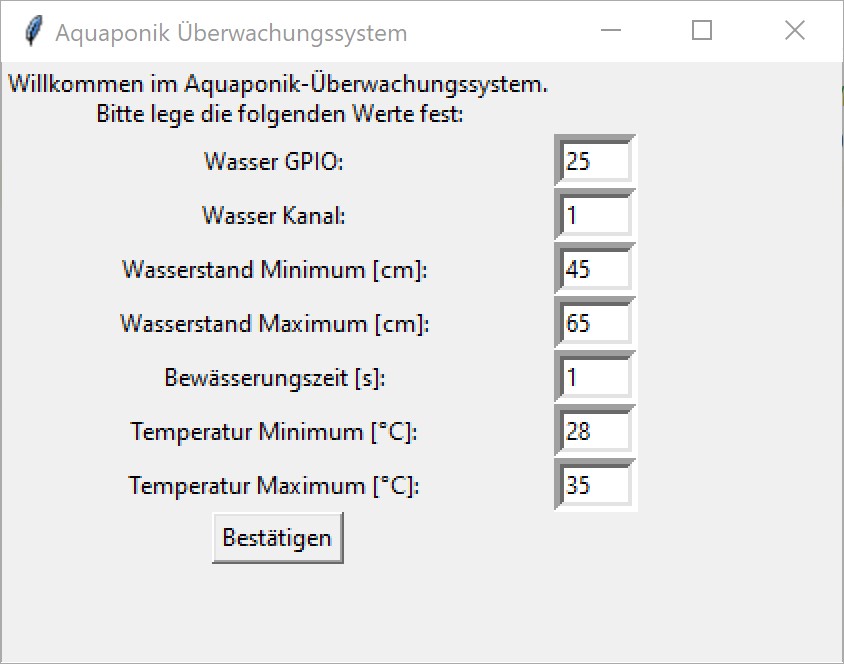 Aquaponik Überwachungssystem
Willkommen im Aquaponik-Überwachungssystem.
Bitte lege die folgenden Werte fest:
Wasser GPIO: 25
Wasser Kanal: 1
Wasserstand Minimum [cm]: 45
Wasserstand Maximum [cm]: 65
Bewässerungszeit [s]: 1
Temperatur Minimum [°C]: 28
Temperatur Maximum [°C]: 35
Bestätigen